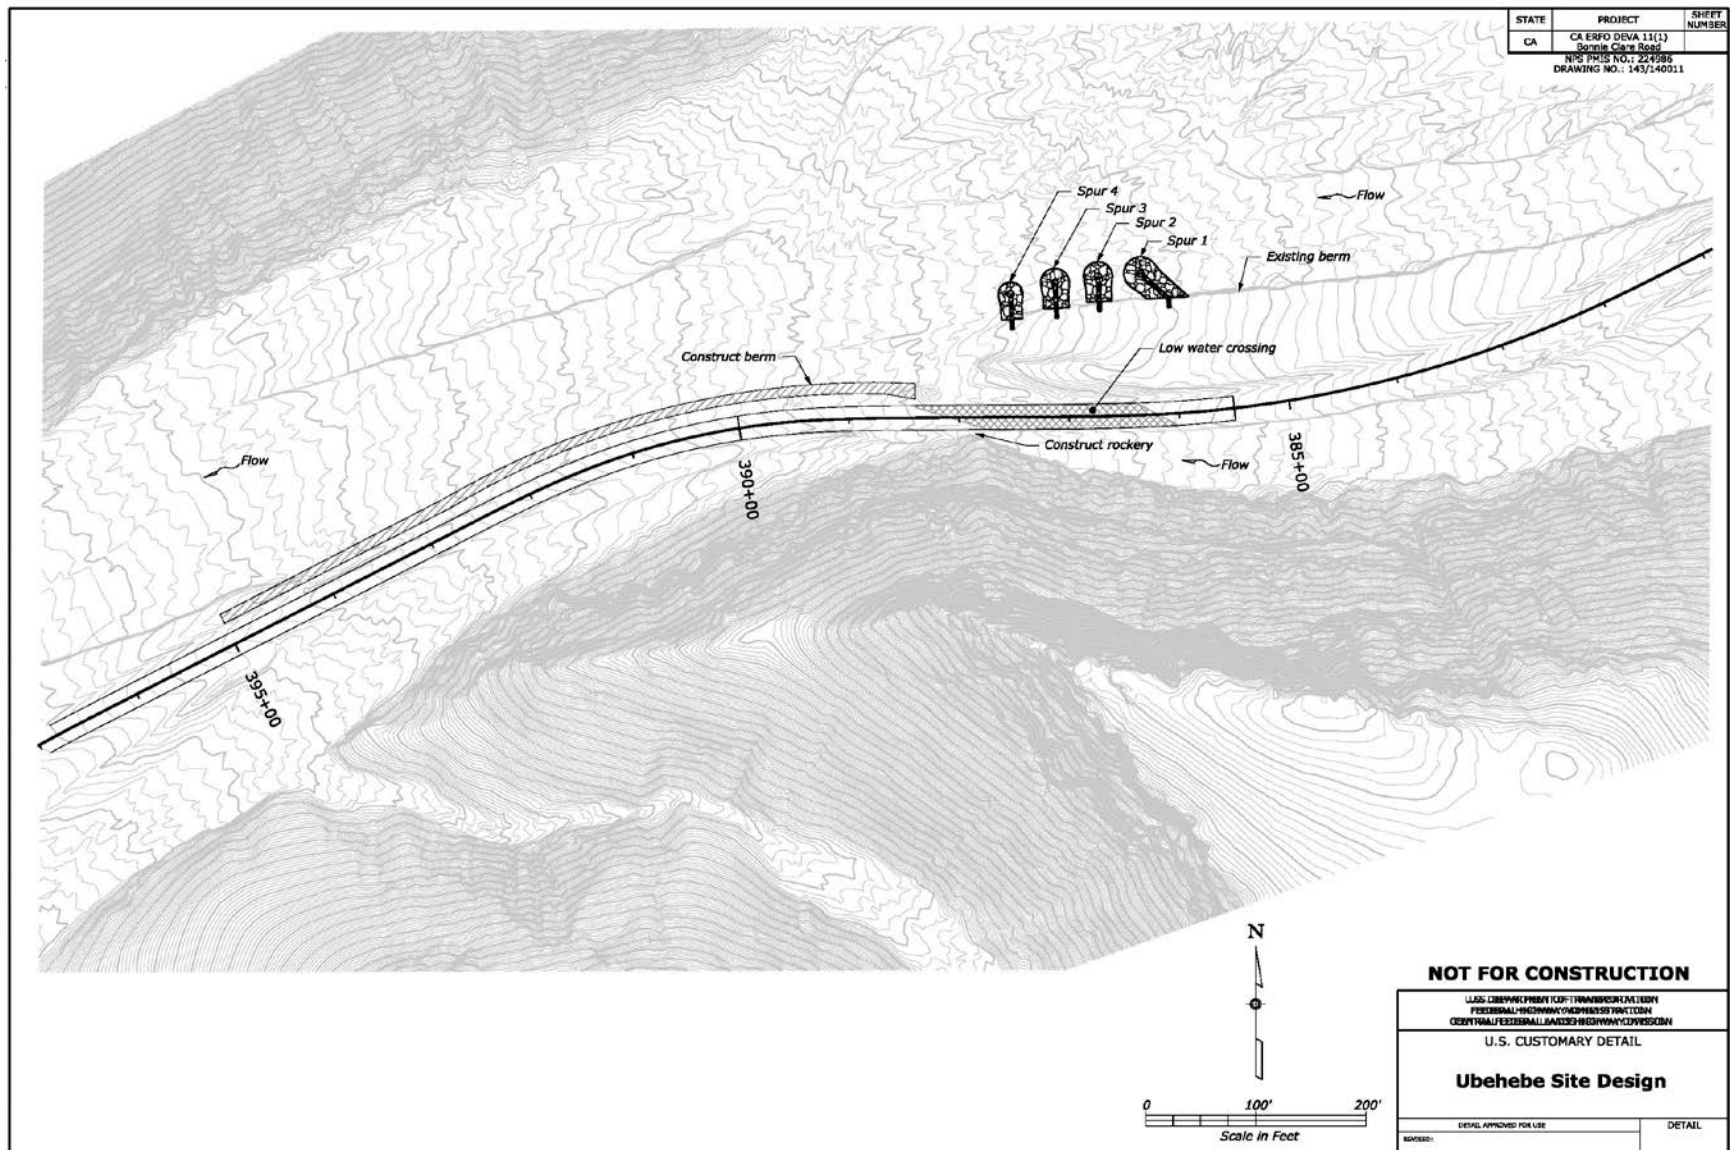 STATE PROJECT SHEET NUMBER
CA CA ERFO DEVA 11(1)
Bonnie Clare Road
NPS PMIS NO.: 224986
DRAWING NO.: 143/140011
Spur 4
Spur 3
Spur 2
Spur 1
Flow
Existing berm
Low water crossing
Construct berm
Construct rockery
Flow
Flow
385+00
390+00
395+00
N
0 100' 200'
Scale in Feet
NOT FOR CONSTRUCTION
U.S. DEPARTMENT OF TRANSPORTATION
FEDERAL HIGHWAY ADMINISTRATION
CENTRAL FEDERAL LANDS HIGHWAY DIVISION
U.S. CUSTOMARY DETAIL
Ubehebe Site Design
DETAIL APPROVED FOR USE
DETAIL
REVISED: